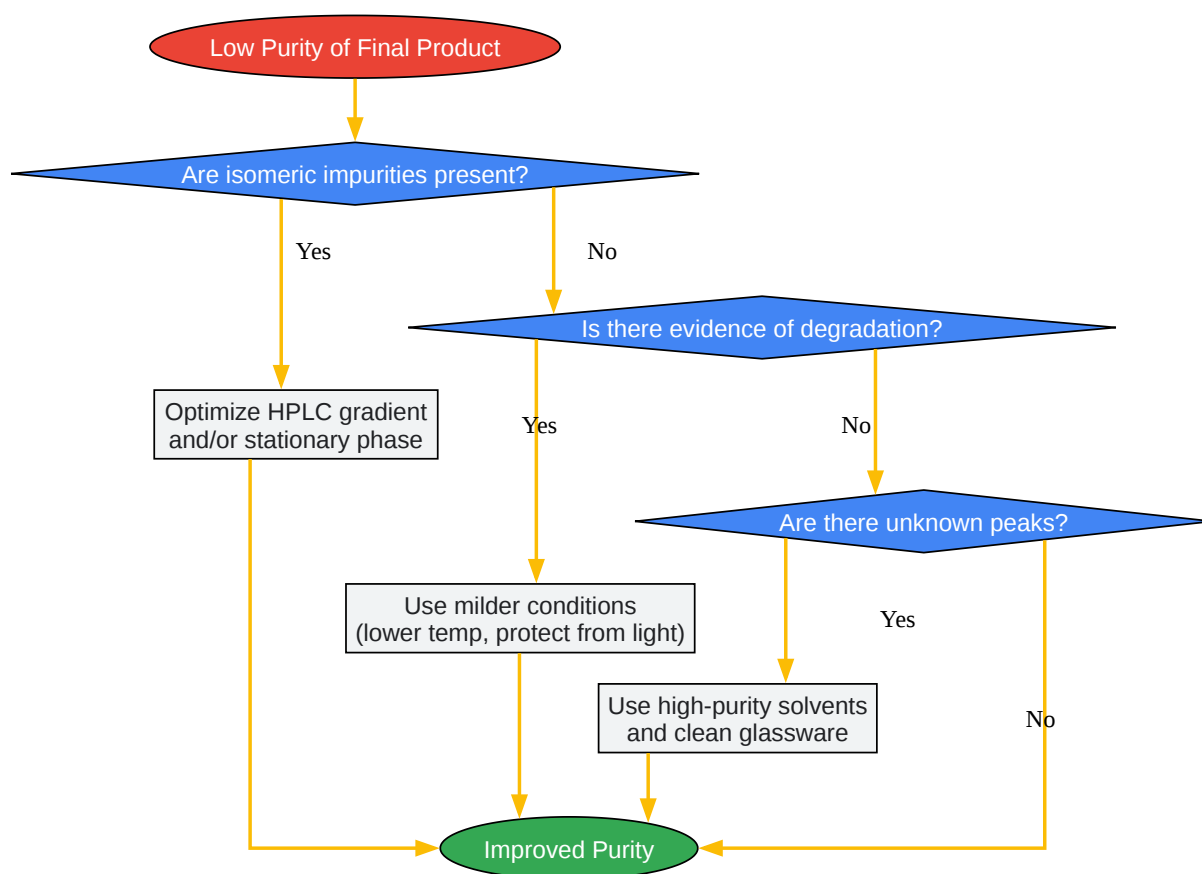 Low Purity of Final Product
Are isomeric impurities present?
Yes
No
Is there evidence of degradation?
Optimize HPLC gradient
and/or stationary phase
Yes
No
Are there unknown peaks?
Use milder conditions
(lower temp, protect from light)
Yes
Use high-purity solvents
and clean glassware
No
Improved Purity